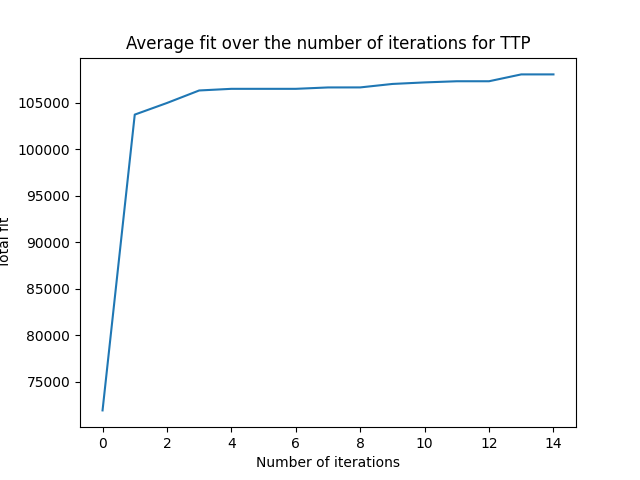 Average fit over the number of iterations for TTP
105000
100000
95000
90000
85000
80000
75000
Total fit
0 2 4 6 8 10 12 14
Number of iterations